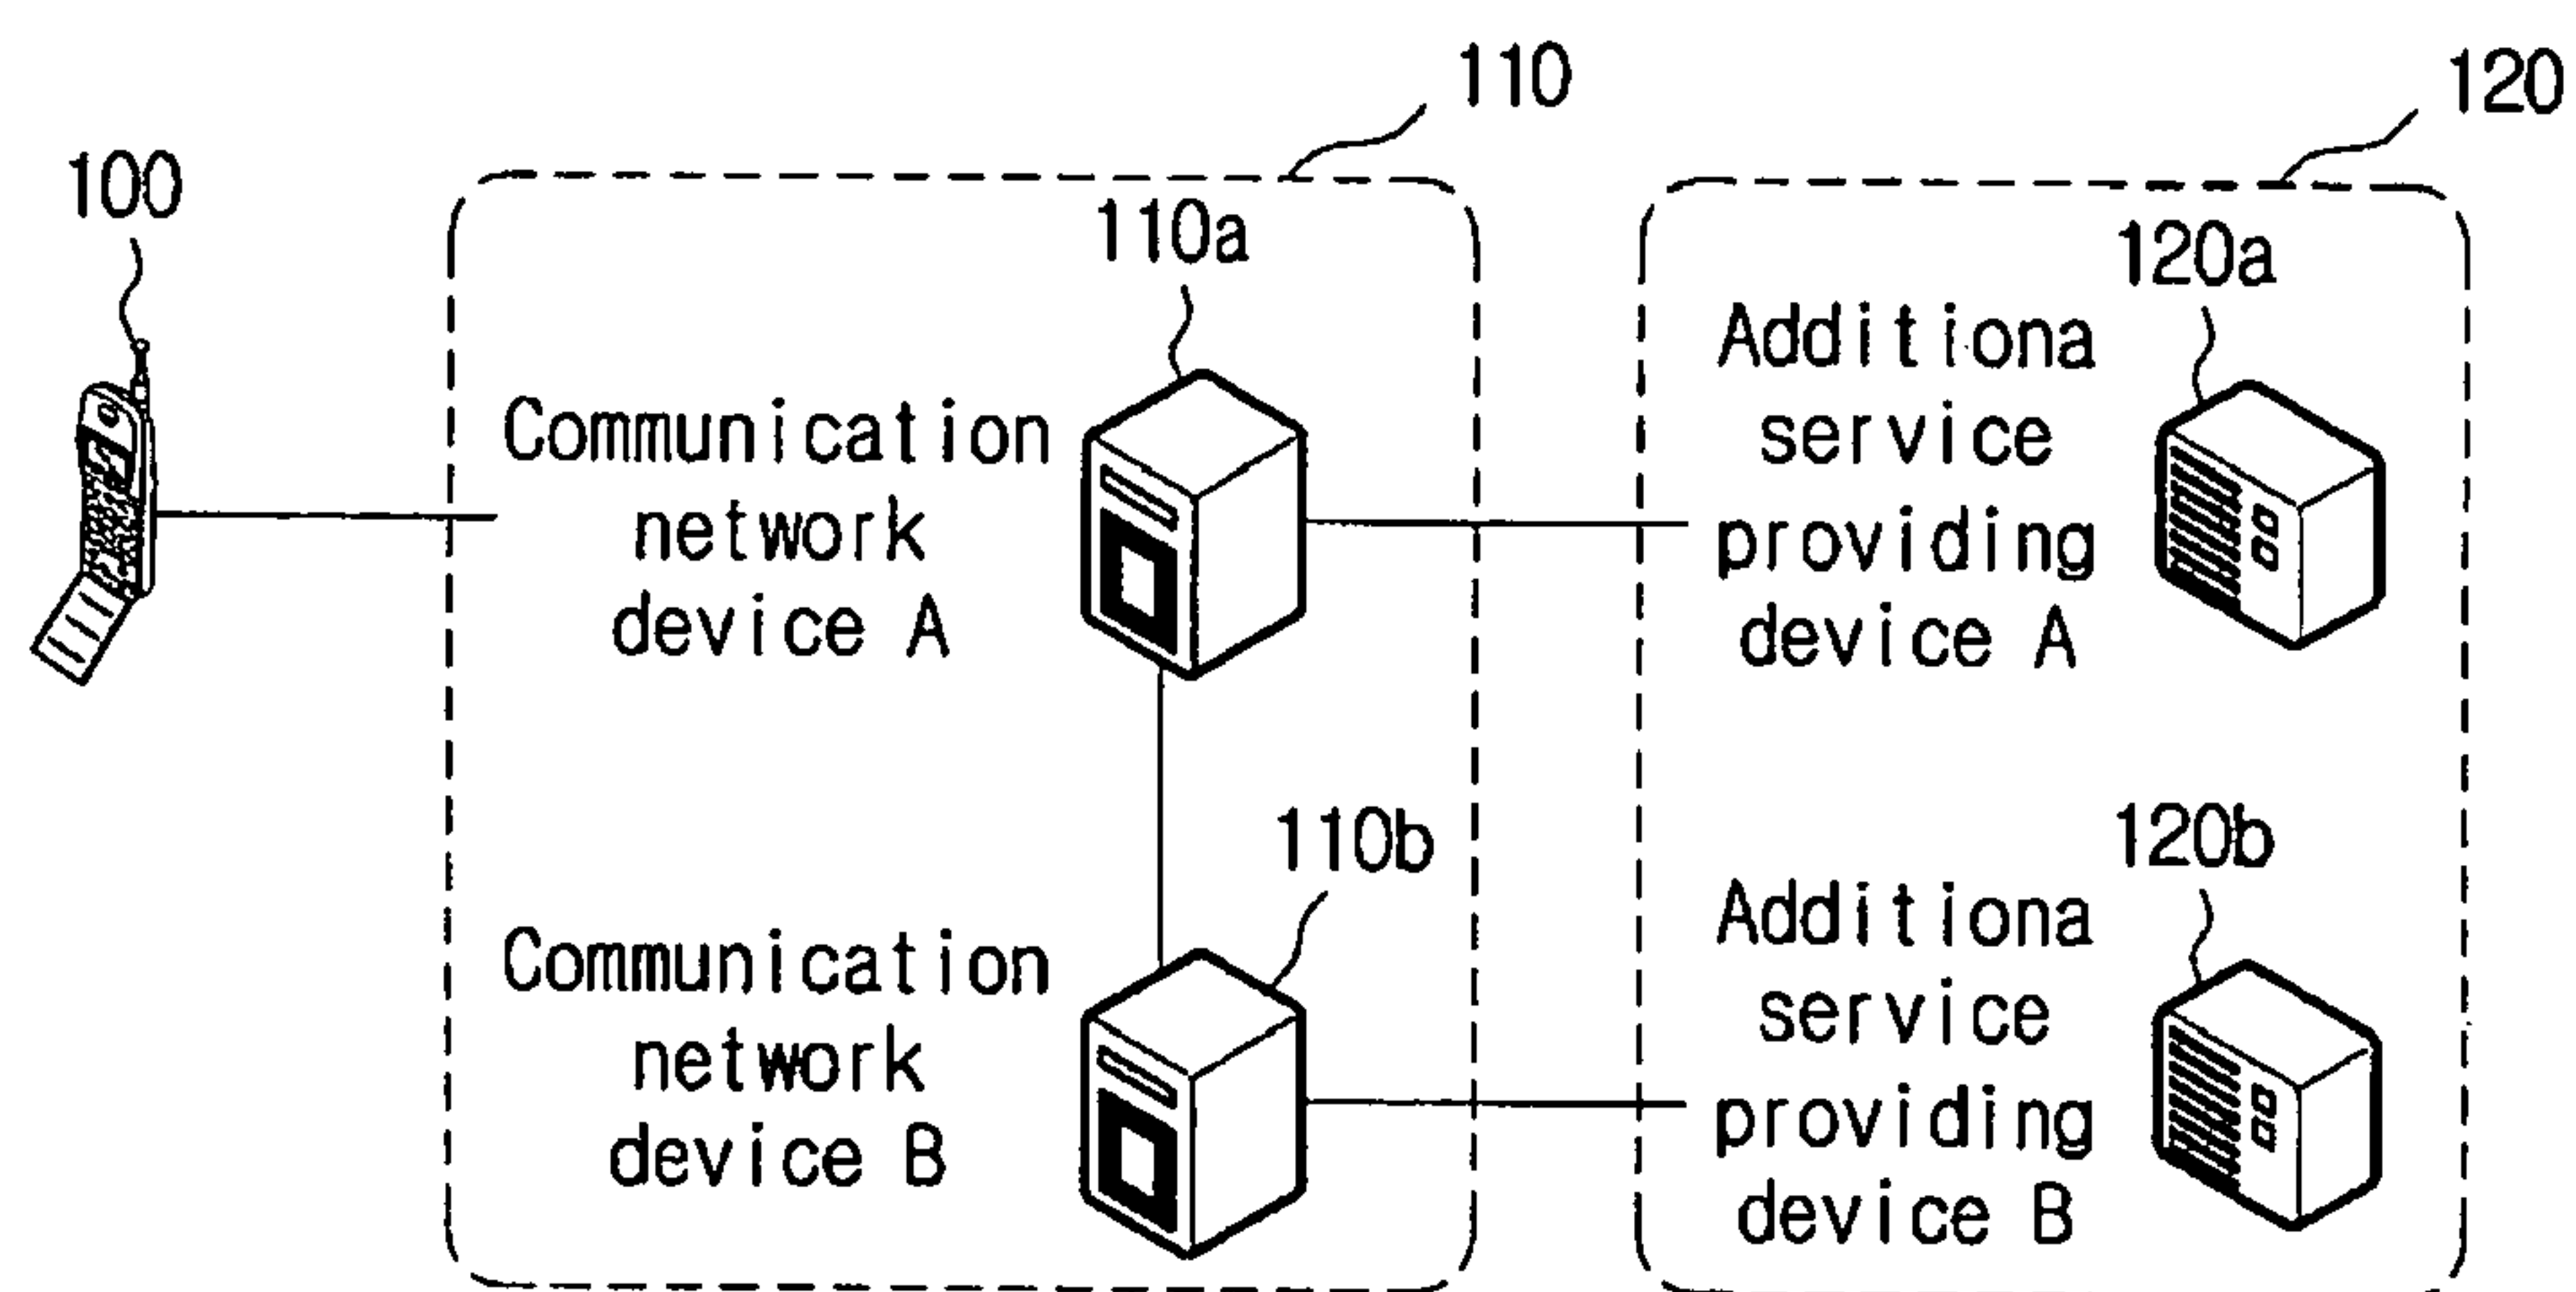 110
120
100
110a
120a
Communication
network
device A
Additiona
service
providing
device A
110b
120b
Communication
network
device B
Additiona
service
providing
device B